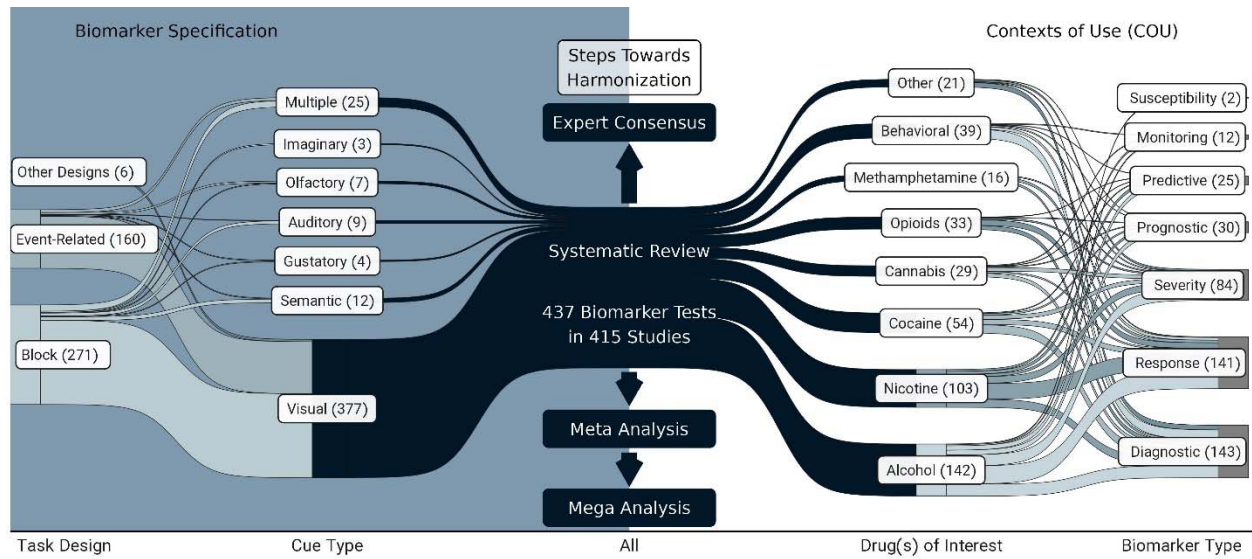 Biomarker Specification
Contexts of Use (COU)
Steps Towards
Harmonization
Expert Consensus
Other Designs (6)
Event-Related (160)
Block (271)
Multiple (25)
Imaginary (3)
Olfactory (7)
Auditory (9)
Gustatory (4)
Semantic (12)
Visual (377)
Systematic Review
437 Biomarker Tests
in 415 Studies
Meta Analysis
Mega Analysis
Other (21)
Behavioral (39)
Methamphetamine (16)
Opioids (33)
Cannabis (29)
Cocaine (54)
Nicotine (103)
Alcohol (142)
Susceptibility (2)
Monitoring (12)
Predictive (25)
Prognostic (30)
Severity (84)
Response (141)
Diagnostic (143)
Task Design
Cue Type
All
Drug(s) of Interest
Biomarker Type